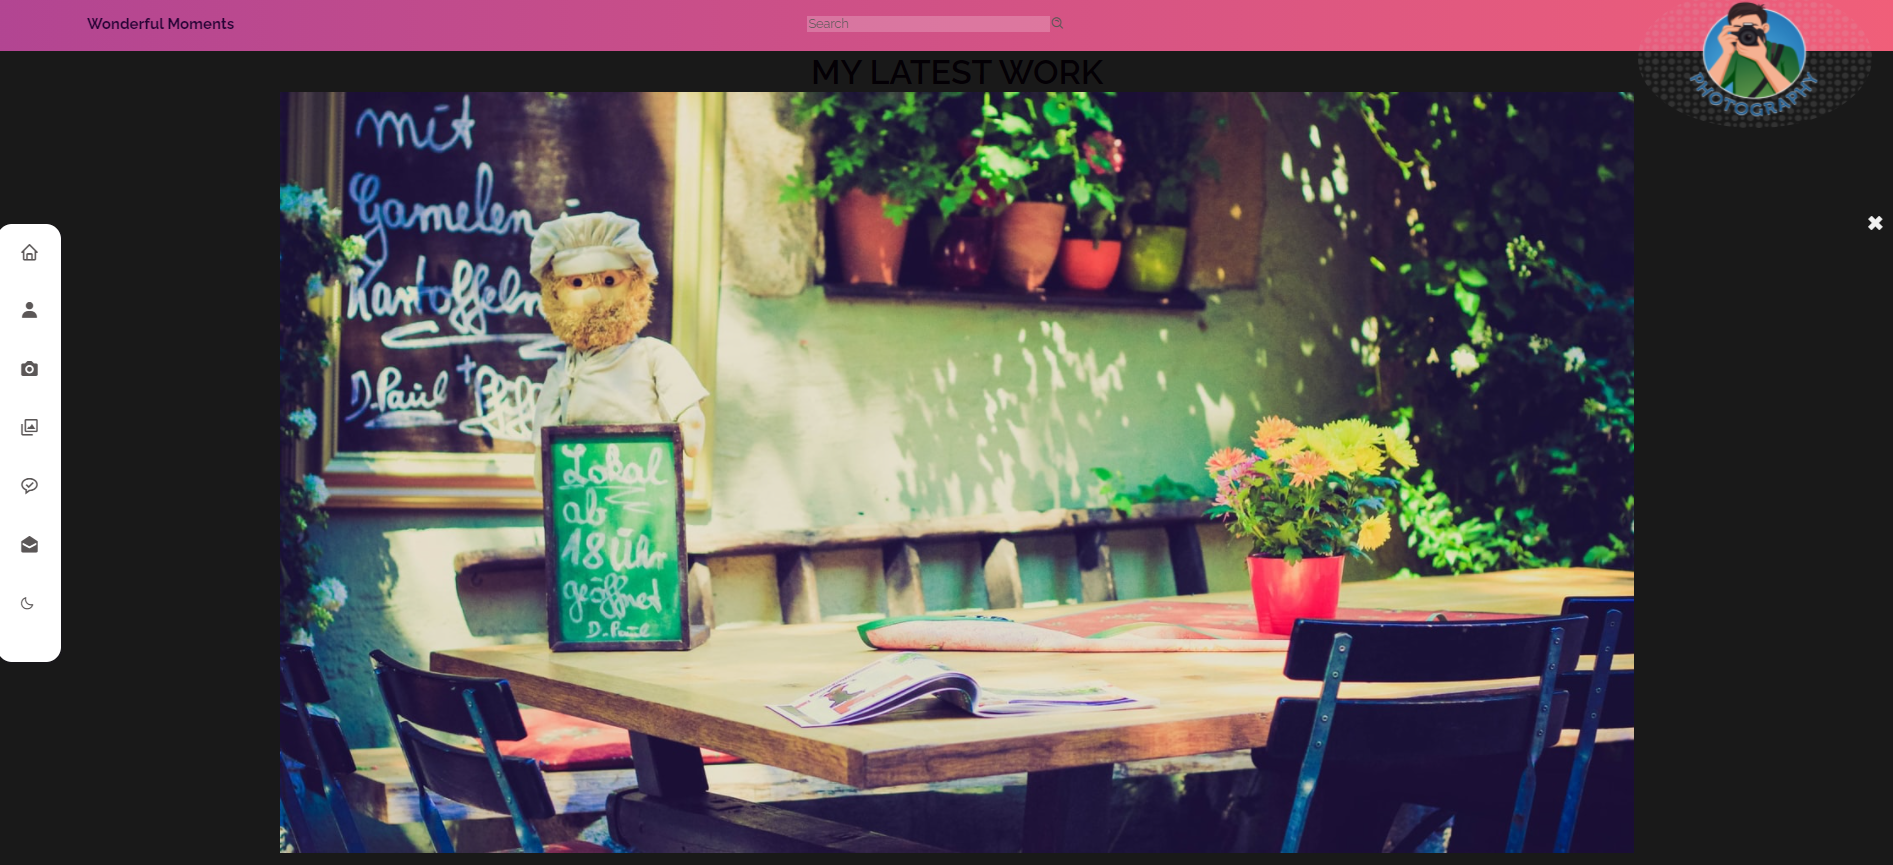 Wonderful Moments
Search
PHOTOGRAPHY
MY LATEST WORK
mit
Gamelen
Kartoffeln
D. Paul +
Lokal
ab
18 Uhr
geöffnet
D. Paul